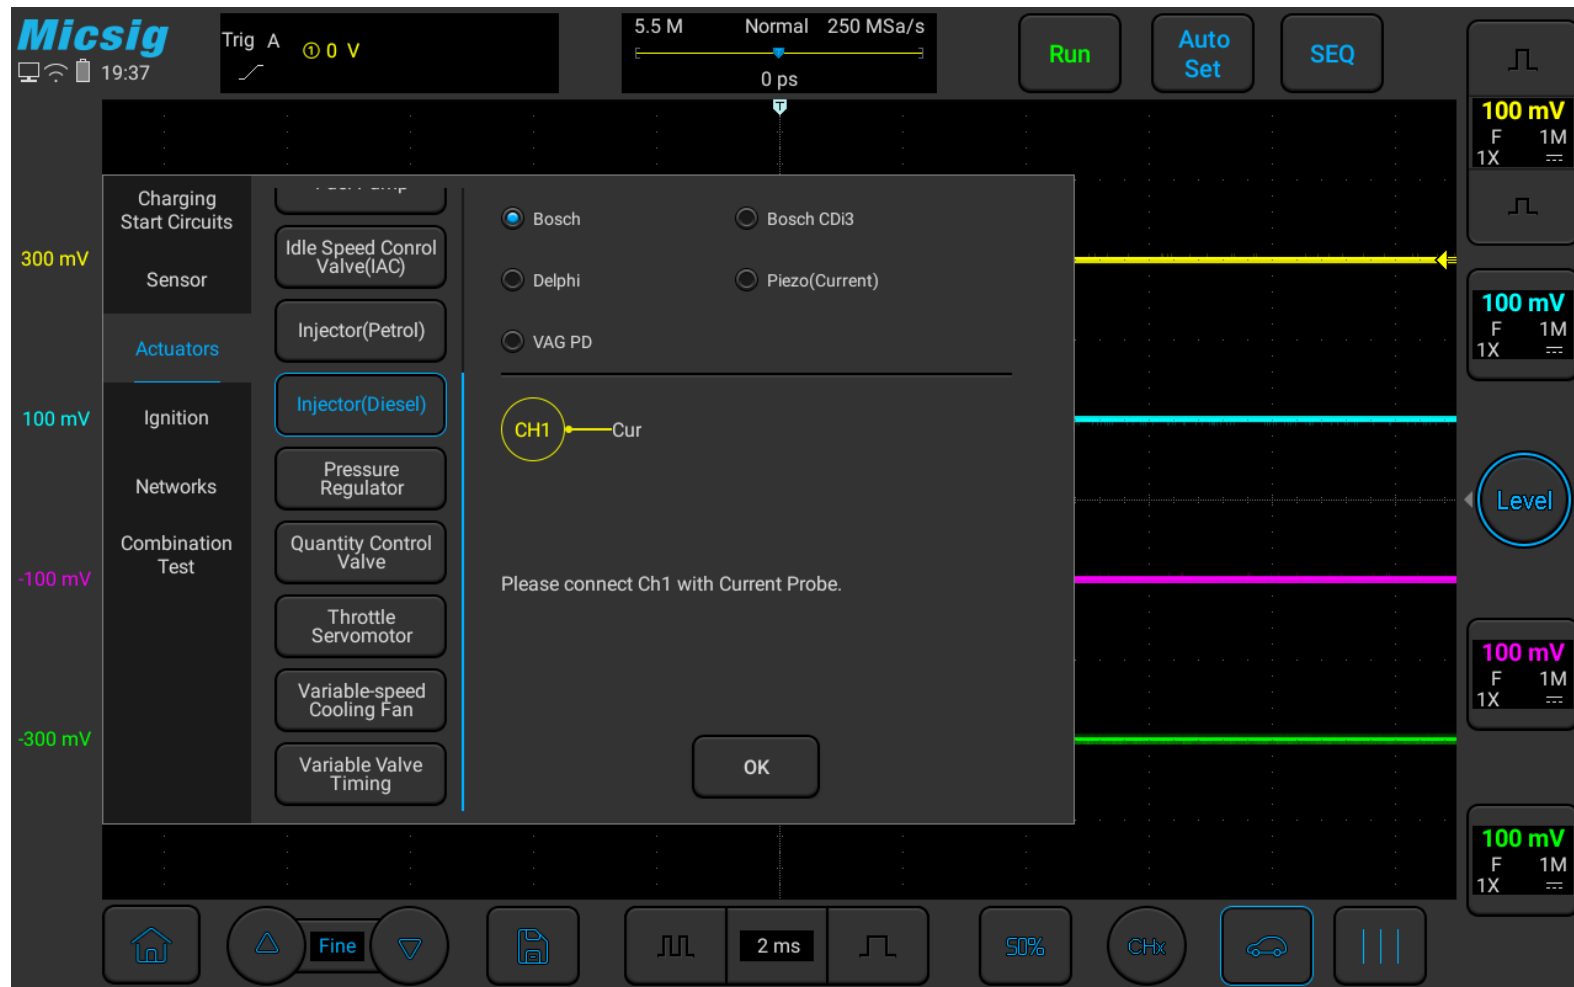 Micsig
19:37
Trig A ① 0 V
5.5 M Normal 250 MSa/s
0 ps
Run
Auto
Set
SEQ
T
100 mV
F 1M
1X
100 mV
F 1M
1X
100 mV
F 1M
1X
100 mV
F 1M
1X
Level
300 mV
100 mV
-100 mV
-300 mV
Charging
Start Circuits
Sensor
Actuators
Ignition
Networks
Combination
Test
Idle Speed Conrol
Valve(IAC)
Injector(Petrol)
Injector(Diesel)
Pressure
Regulator
Quantity Control
Valve
Throttle
Servomotor
Variable-speed
Cooling Fan
Variable Valve
Timing
Bosch
Bosch CDi3
Delphi
Piezo(Current)
VAG PD
CH1 Cur
Please connect Ch1 with Current Probe.
OK
Fine
2 ms
50%
CHx